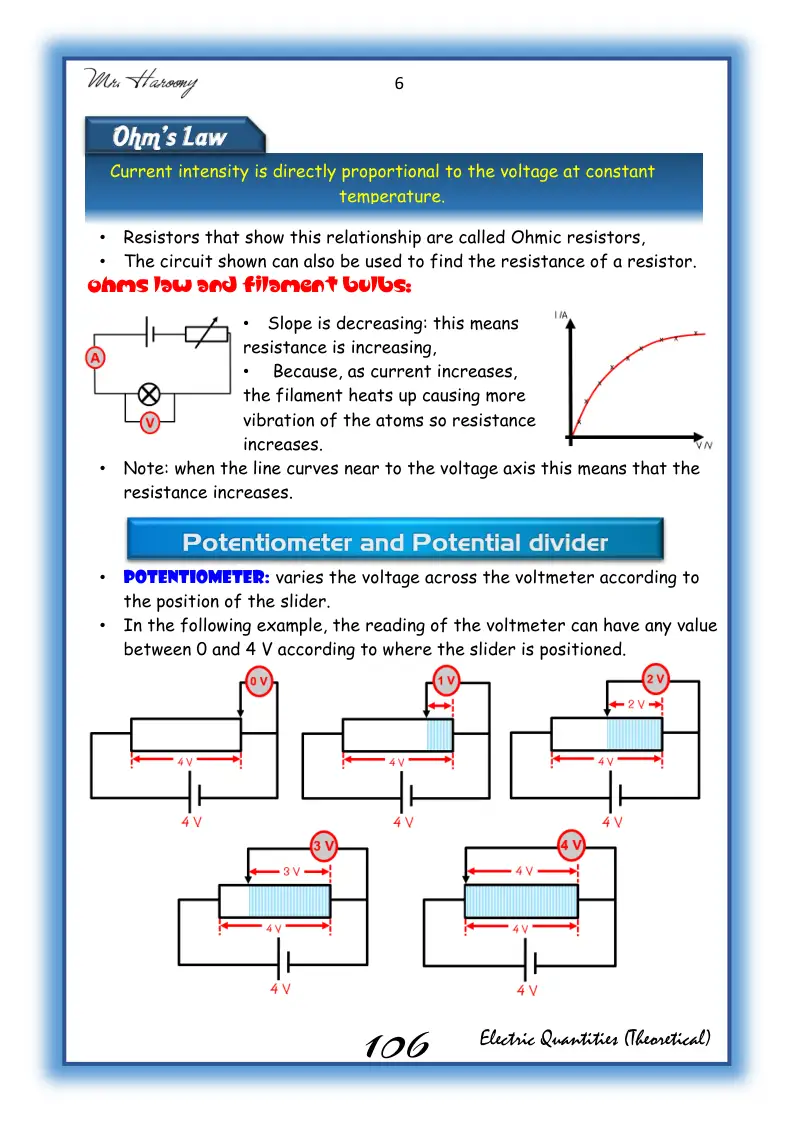 Mr. Haroony
6
Ohm's Law
Current intensity is directly proportional to the voltage at constant
temperature.
• Resistors that show this relationship are called Ohmic resistors,
• The circuit shown can also be used to find the resistance of a resistor.
ohms law and filament bulbs:
A
V
• Slope is decreasing: this means
resistance is increasing,
• Because, as current increases,
the filament heats up causing more
vibration of the atoms so resistance
increases.
I /A
V /V
• Note: when the line curves near to the voltage axis this means that the
resistance increases.
Potentiometer and Potential divider
• POTENTIOMETER: varies the voltage across the voltmeter according to
the position of the slider.
• In the following example, the reading of the voltmeter can have any value
between 0 and 4 V according to where the slider is positioned.
0 V
4 V
4 V
1 V
4 V
4 V
2 V
2 V
4 V
4 V
3 V
3 V
4 V
4 V
4 V
4 V
4 V
4 V
106
Electric Quantities (Theoretical)